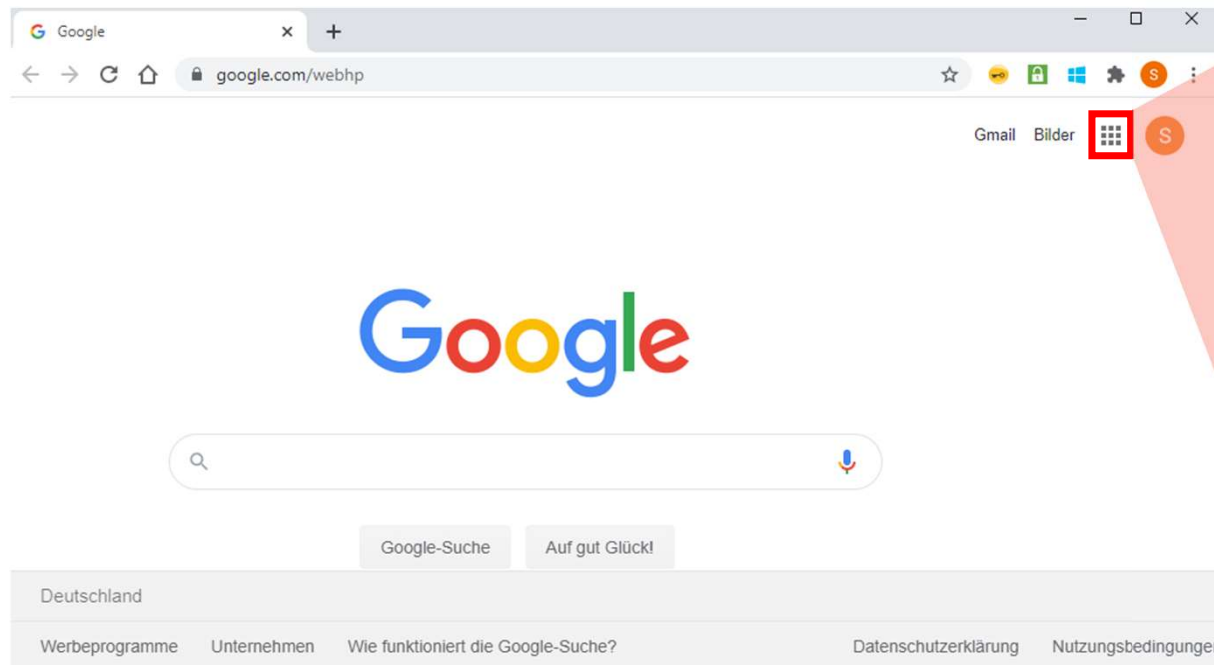 Google
google.com/webhp
S
Gmail Bilder S
Google
Google-Suche Auf gut Glück!
Deutschland
Werbeprogramme Unternehmen Wie funktioniert die Google-Suche? Datenschutzerklärung Nutzungsbedingunge